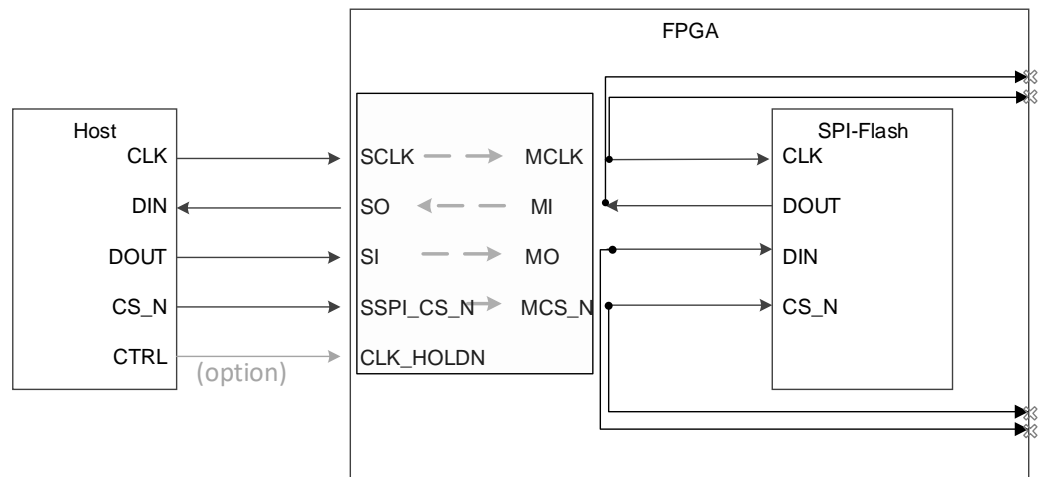 FPGA
Host
SPI-Flash
CLK
SCLK
MCLK
CLK
DIN
SO
MI
DOUT
DOUT
SI
MO
DIN
CS_N
SSPI_CS_N
MCS_N
CS_N
CTRL
(option)
CLK_HOLDN